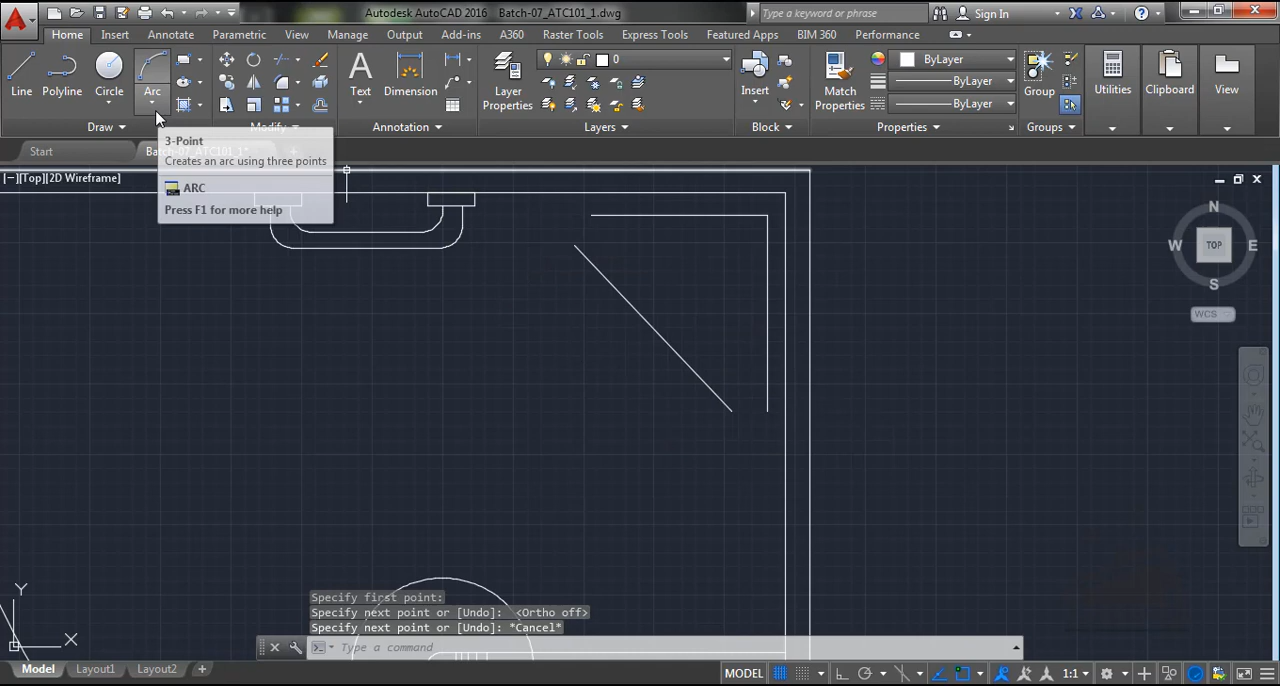 Autodesk AutoCAD 2016 Batch-07_ATC101_1.dwg
Type a keyword or phrase
Sign In
Home Insert Annotate Parametric View Manage Output Add-ins A360 Raster Tools Express Tools Featured Apps BIM 360 Performance
Line
Polyline
Circle
Arc
Text
Dimension
Layer
Properties
0
Insert
Match
Properties
ByLayer
ByLayer
ByLayer
Group
Utilities
Clipboard
View
Draw
Modify
Annotation
Layers
Block
Properties
Groups
Start
Batch-07_ATC101_1*
3-Point
Creates an arc using three points
ARC
Press F1 for more help
[−][Top][2D Wireframe]
N
W
TOP
E
S
WCS
Y
X
Specify first point:
Specify next point or [Undo]: <Ortho off>
Specify next point or [Undo]: *Cancel*
Type a command
Model
Layout1
Layout2
MODEL
1:1